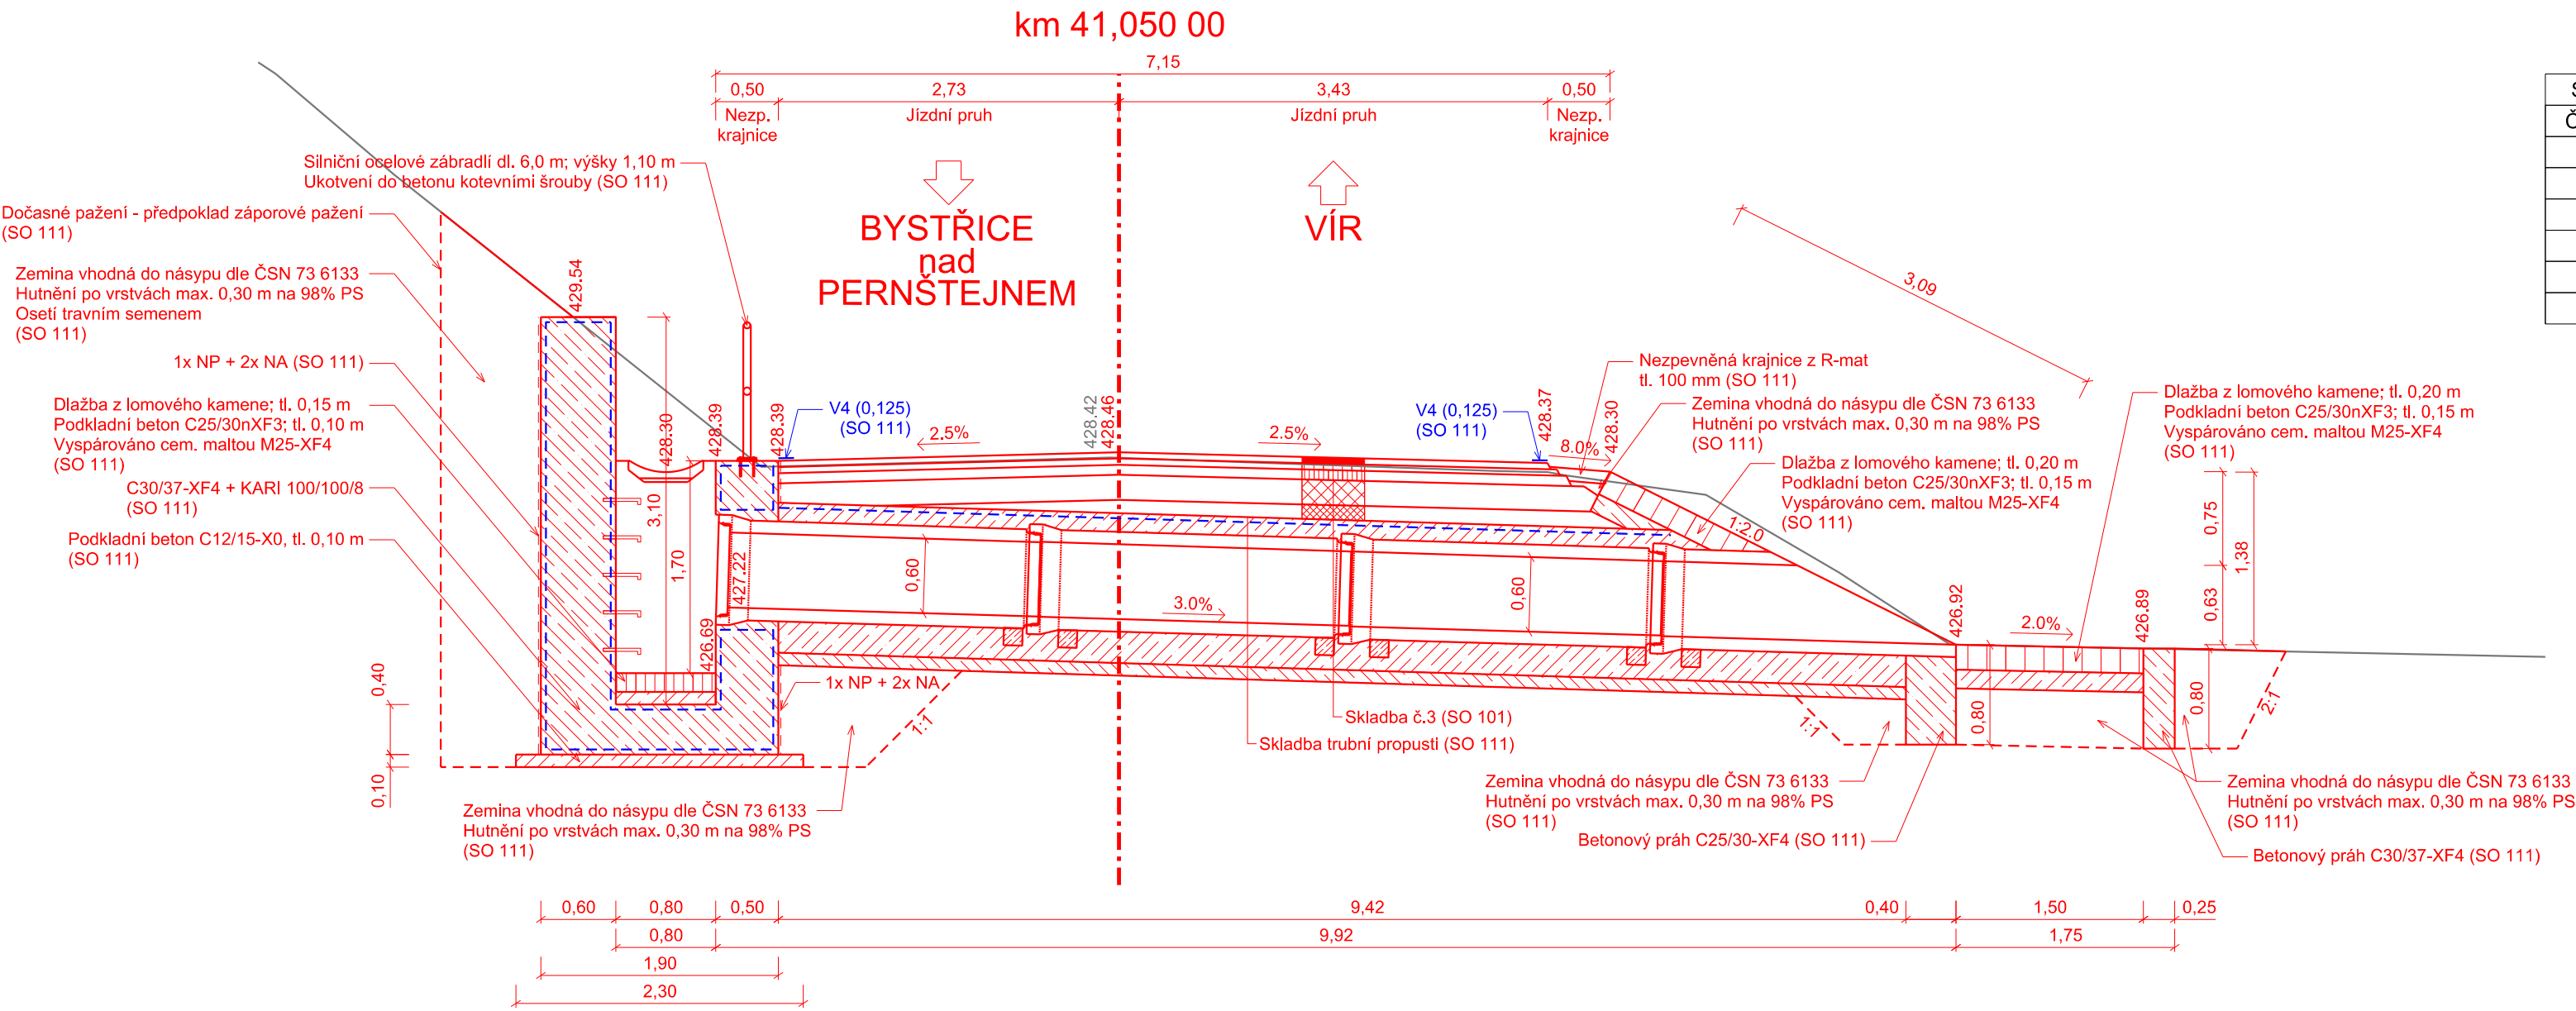 km 41,050 00
7,15
0,50
2,73
3,43
0,50
Nezp.
krajnice
Jízdní pruh
Jízdní pruh
Nezp.
krajnice
Silniční ocelové zábradlí dl. 6,0 m; výšky 1,10 m
Ukotvení do betonu kotevními šrouby (SO 111)
BYSTŘICE
nad
PERNŠTEJNEM
VÍR
Dočasné pažení - předpoklad záporové pažení
(SO 111)
Zemina vhodná do násypu dle ČSN 73 6133
Hutnění po vrstvách max. 0,30 m na 98% PS
Osetí travním semenem
(SO 111)
1x NP + 2x NA (SO 111)
Dlažba z lomového kamene; tl. 0,15 m
Podkladní beton C25/30nXF3; tl. 0,10 m
Vyspárováno cem. maltou M25-XF4
(SO 111)
C30/37-XF4 + KARI 100/100/8
(SO 111)
Podkladní beton C12/15-X0, tl. 0,10 m
(SO 111)
0,40
0,10
429.54
428.30
3,10
1,70
428.39
428.39
427.22
426.69
V4 (0,125)
(SO 111)
2.5%
428.42
428.46
2.5%
V4 (0,125)
(SO 111)
428.37
8.0%
428.30
3,09
Nezpevněná krajnice z R-mat
tl. 100 mm (SO 111)
Zemina vhodná do násypu dle ČSN 73 6133
Hutnění po vrstvách max. 0,30 m na 98% PS
(SO 111)
Dlažba z lomového kamene; tl. 0,20 m
Podkladní beton C25/30nXF3; tl. 0,15 m
Vyspárováno cem. maltou M25-XF4
(SO 111)
Dlažba z lomového kamene; tl. 0,20 m
Podkladní beton C25/30nXF3; tl. 0,15 m
Vyspárováno cem. maltou M25-XF4
(SO 111)
1:2.0
0,75
1,38
0,63
0,60
3.0%
0,60
426.92
2.0%
426.89
0,80
0,80
2:1
1:1
1:1
1x NP + 2x NA
Skladba č.3 (SO 101)
Skladba trubní propusti (SO 111)
Zemina vhodná do násypu dle ČSN 73 6133
Hutnění po vrstvách max. 0,30 m na 98% PS
(SO 111)
Zemina vhodná do násypu dle ČSN 73 6133
Hutnění po vrstvách max. 0,30 m na 98% PS
(SO 111)
Betonový práh C25/30-XF4 (SO 111)
Zemina vhodná do násypu dle ČSN 73 6133
Hutnění po vrstvách max. 0,30 m na 98% PS
(SO 111)
Betonový práh C30/37-XF4 (SO 111)
0,60
0,80
0,50
9,42
0,40
1,50
0,25
0,80
9,92
1,75
1,90
2,30